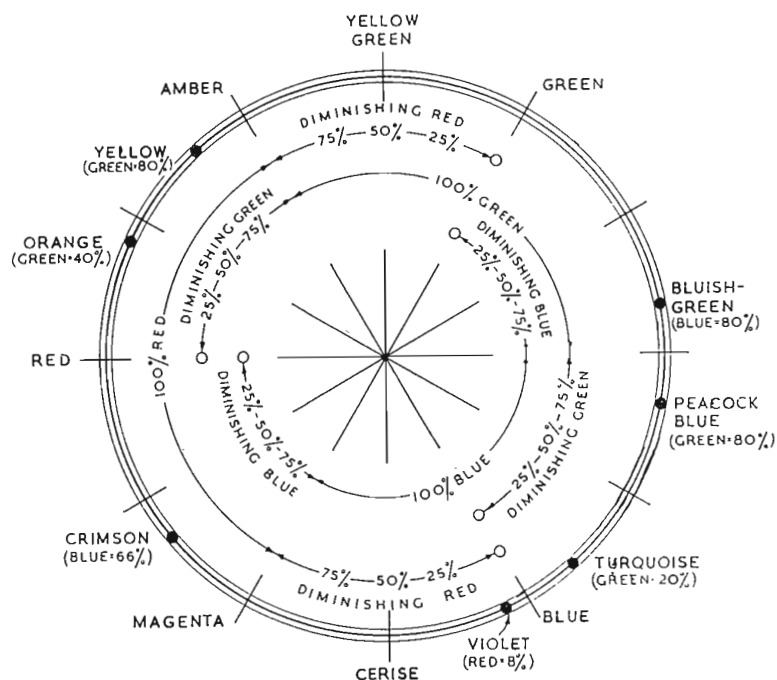 YELLOW
GREEN
AMBER
GREEN
DIMINISHING RED
75%—50%—25%
YELLOW
(GREEN=80%)
100% GREEN
DIMINISHING GREEN
25%-50%-75%
DIMINISHING BLUE
25%-50%-75%
ORANGE
(GREEN=40%)
BLUISH-
GREEN
(BLUE=80%)
RED
100% RED
PEACOCK
BLUE
(GREEN=80%)
25%-50%-75%
DIMINISHING BLUE
25%-50%-75%
DIMINISHING GREEN
100% BLUE
CRIMSON
(BLUE=66%)
TURQUOISE
(GREEN=20%)
75%—50%—25%
DIMINISHING RED
MAGENTA
BLUE
VIOLET
(RED=8%)
CERISE